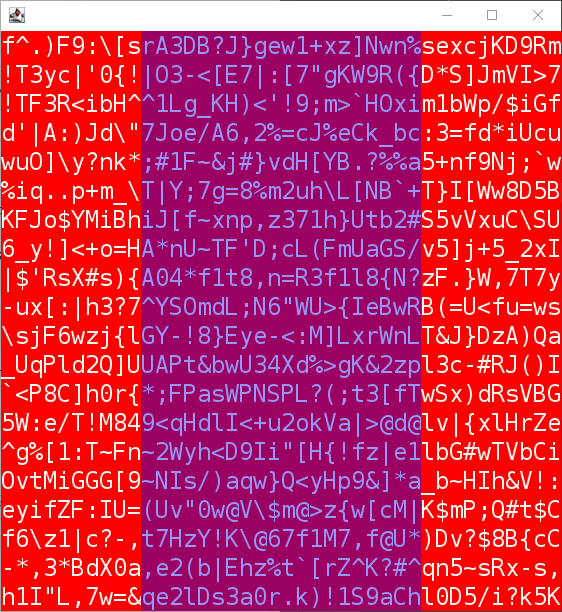 f^.)F9:\[srA3DB?J}gew1+xz]Nwn%sexcjKD9Rm
!T3yc|'0{!|O3-<[E7|:[7"gKW9R({D*S]JmVI>7
!TF3R<ibH^^1Lg_KH)<'!9;m>`HOxim1bWp/$iGf
d'|A:)Jd\"7Joe/A6,2%=cJ%eCk_bc:3=fd*iUcu
wuO]\y?nk*;#1F~&j#}vdH[YB.?%%a5+nf9Nj;`w
%iq..p+m_\T|Y;7g=8%m2uh\L[NB`+T}I[Ww8D5B
KFJo$YMiBhiJ[f~xnp,z371h}Utb2#S5vVxuC\SU
6_y!]<+o=HA*nU~TF'D;cL(FmUaGS/v5]j+5_2xI
|$'RsX#s){A04*f1t8,n=R3f1l8{N?zF.}W,7T7y
-ux[:|h3?7^YSOmdL;N6"WU>{IeBwRB(=U<fu=ws
\sjF6wzj{lGY-!8}Eye-<:M]LxrWnLT&J}DzA)Qa
_UqPld2Q]UUAPt&bwU34Xd%>gK&2zpl3c-#RJ()I
`<P8C]h0r{*;FPasWPNSPL?(;t3[fTwSx)dRsVBG
5W:e/T!M849<qHdlI<+u2okVa|>@d@lv|{xlHrZe
^g%[1:T~Fn~2Wyh<D9Ii"[H{!fz|e1lbG#wTVbCi
OvtMiGGG[9~NIs/)aqw}Q<yHp9&]*a_b~HIh&V!:
eyifZF:IU=(Uv"0w@V\$m@>z{w[cM|K$mP;Q#t$C
f6\z1|c?-,t7HzY!K\@67f1M7,f@U*)Dv?$8B{cC
-*,3*BdX0a,e2(b|Ehz%t`[rZ^K?#^qn5~sRx-s,
h1I"L,7w=&qe2lDs3a0r.k)!1S9aChl0D5/i?k5K